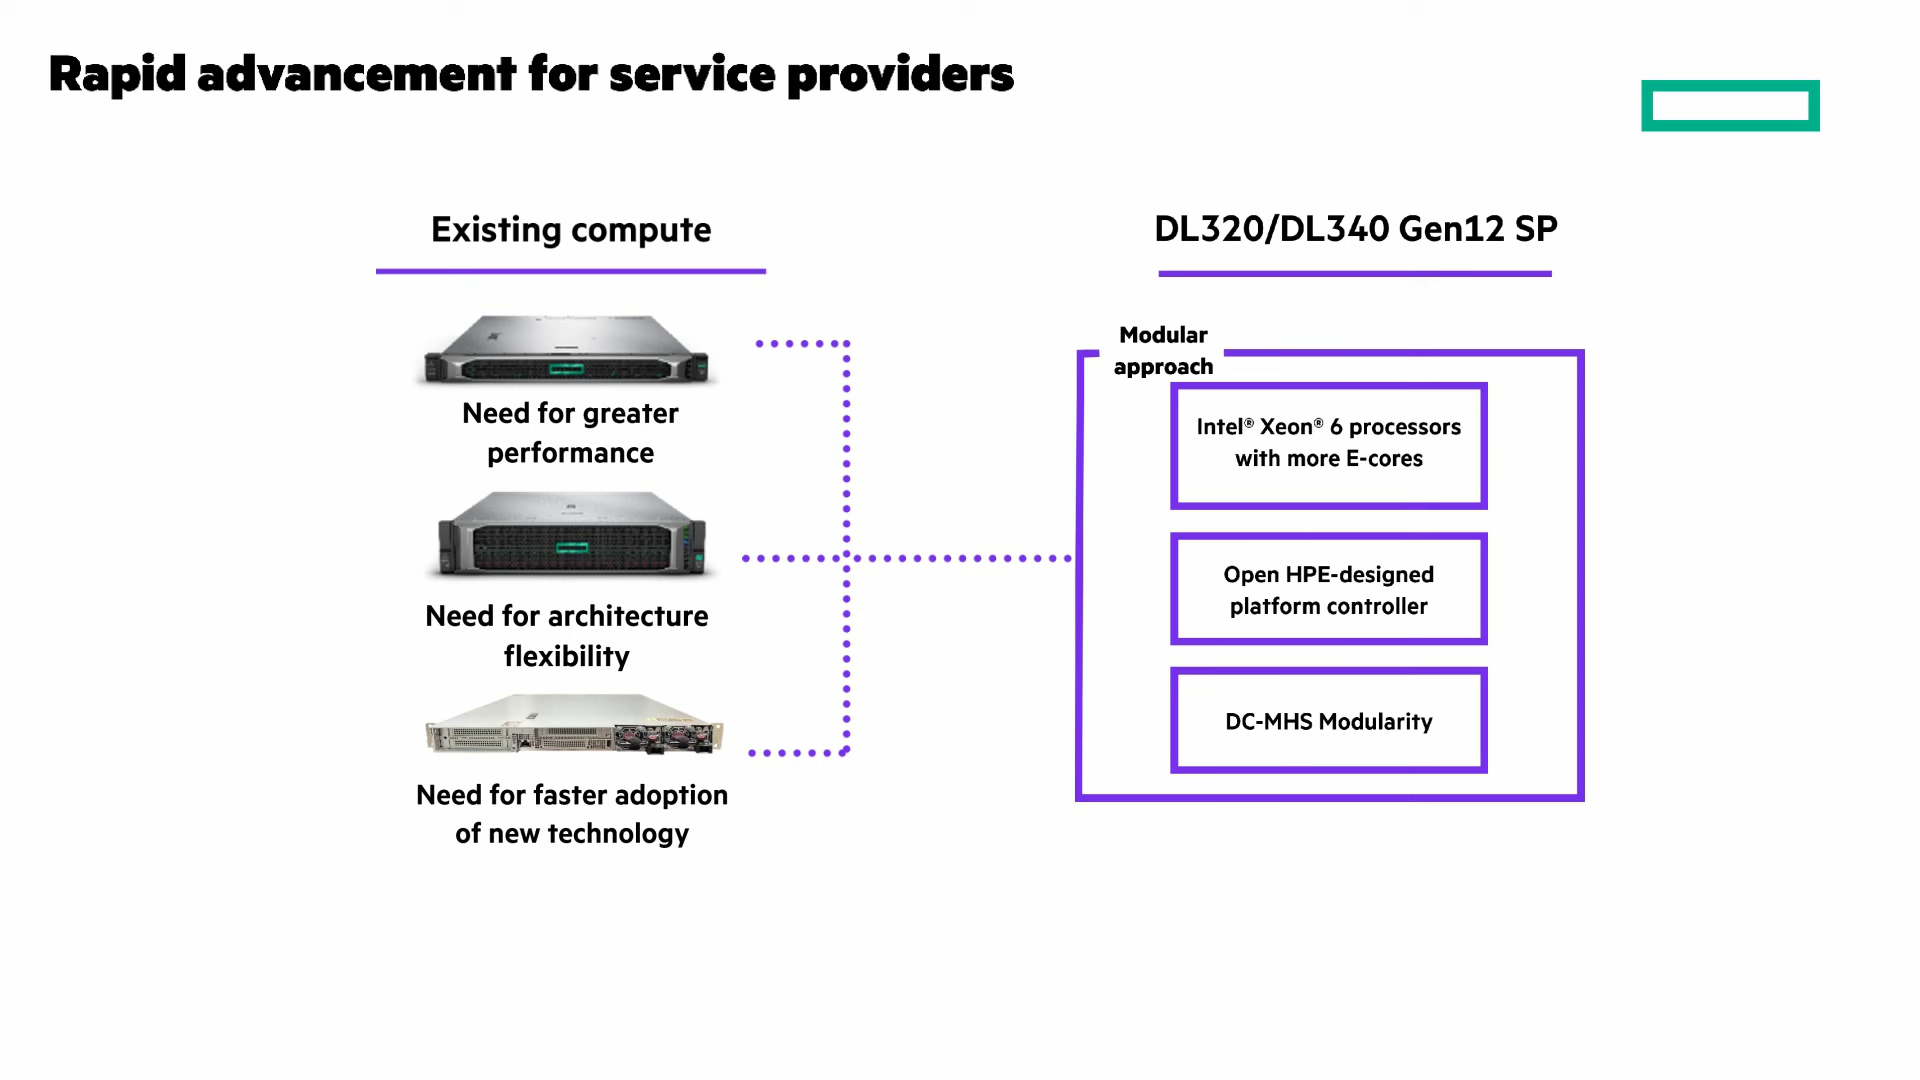 Rapid advancement for service providers
Existing compute
Need for greater
performance
Need for architecture
flexibility
Need for faster adoption
of new technology
DL320/DL340 Gen12 SP
Modular
approach
Intel® Xeon® 6 processors
with more E-cores
Open HPE-designed
platform controller
DC-MHS Modularity